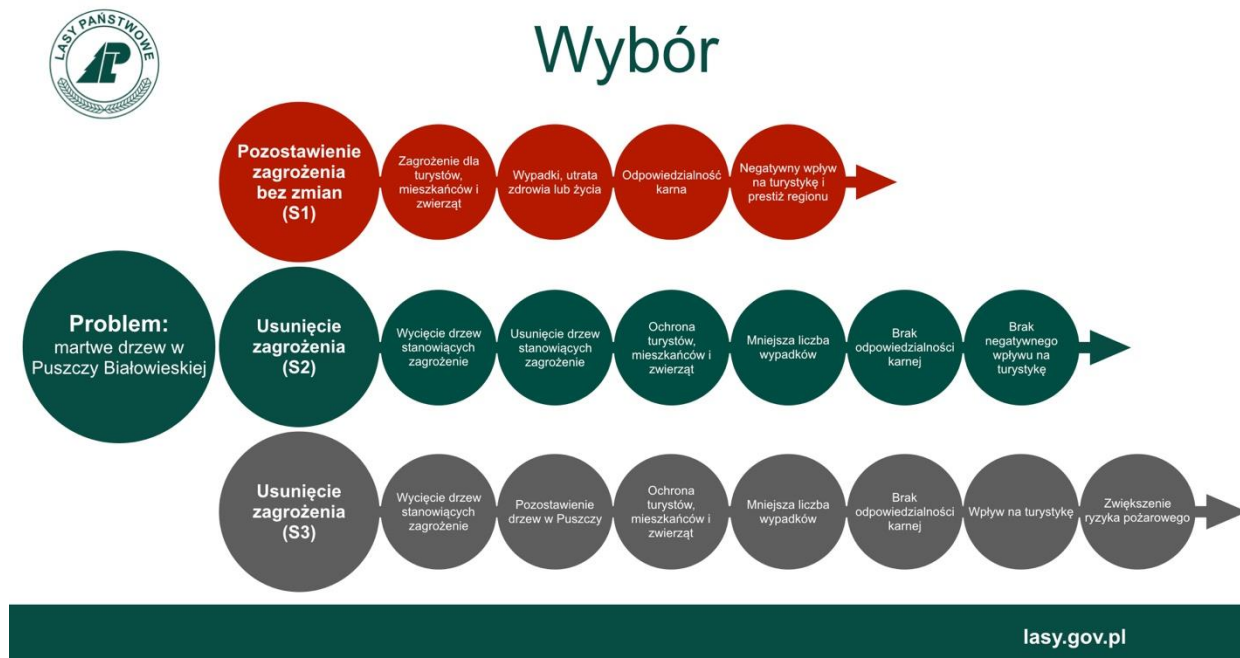 LASY PAŃSTWOWE
LP
Wybór
Pozostawienie
zagrożenia
bez zmian
(S1)
Zagrożenie dla
turystów,
mieszkańców i
zwierząt
Wypadki, utrata
zdrowia lub życia
Odpowiedzialność
karna
Negatywny wpływ
na turystykę i
prestiż regionu
Problem:
martwe drzew w
Puszczy Białowieskiej
Usunięcie
zagrożenia
(S2)
Wycięcie drzew
stanowiących
zagrożenie
Usunięcie drzew
stanowiących
zagrożenie
Ochrona
turystów,
mieszkańców i
zwierząt
Mniejsza liczba
wypadków
Brak
odpowiedzialności
karnej
Brak
negatywnego
wpływu na
turystykę
Usunięcie
zagrożenia
(S3)
Wycięcie drzew
stanowiących
zagrożenie
Pozostawienie
drzew w Puszczy
Ochrona
turystów,
mieszkańców i
zwierząt
Mniejsza liczba
wypadków
Brak
odpowiedzialności
karnej
Wpływ na turystykę
Zwiększenie
ryzyka pożarowego
lasy.gov.pl